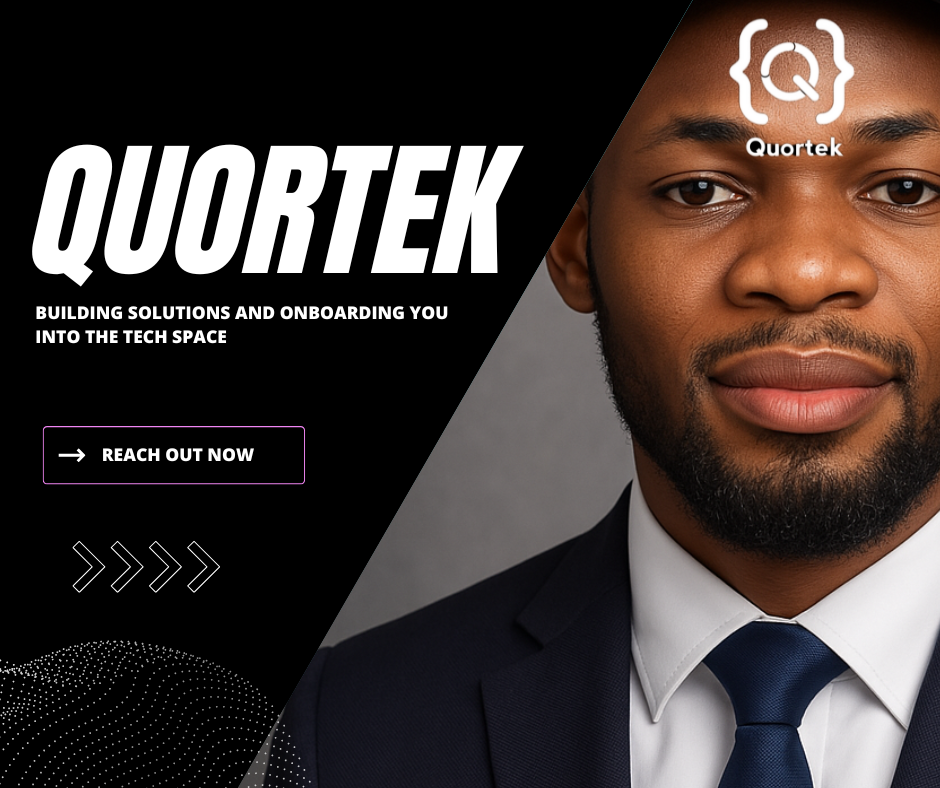 Quortek
QUORTEK
BUILDING SOLUTIONS AND ONBOARDING YOU
INTO THE TECH SPACE
REACH OUT NOW